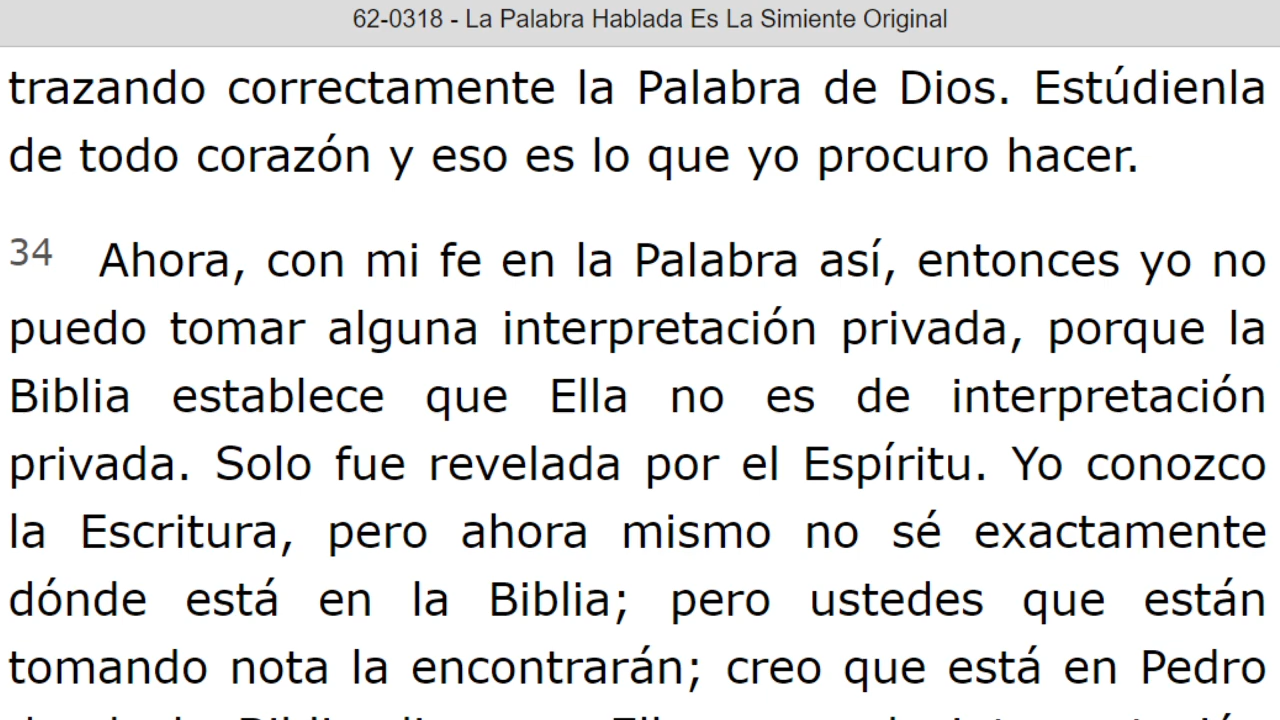 62-0318 - La Palabra Hablada Es La Simiente Original
trazando correctamente la Palabra de Dios. Estúdienla
de todo corazón y eso es lo que yo procuro hacer.
34 Ahora, con mi fe en la Palabra así, entonces yo no
puedo tomar alguna interpretación privada, porque la
Biblia establece que Ella no es de interpretación
privada. Solo fue revelada por el Espíritu. Yo conozco
la Escritura, pero ahora mismo no sé exactamente
dónde está en la Biblia; pero ustedes que están
tomando nota la encontrarán; creo que está en Pedro